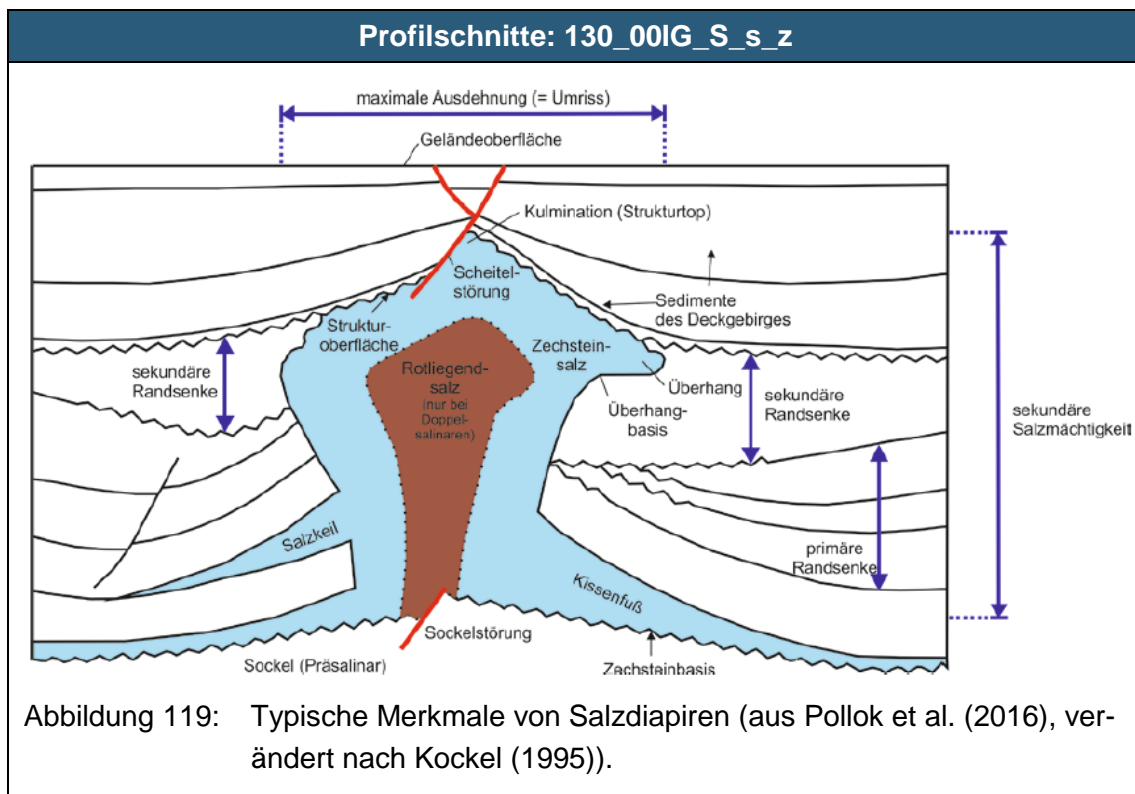 Profilschnitte: 130_00IG_S_s_z
maximale Ausdehnung (= Umriss)
Geländeoberfläche
Kulmination (Strukturtop)
Scheitel-
störung
Sedimente
des Deckgebirges
Struktur-
oberfläche
Zechstein-
salz
sekundäre
Randsenke
Rotliegend-
salz
(nur bei
Doppel-
salinaren)
Überhang
Überhang-
basis
sekundäre
Randsenke
sekundäre
Salzmächtigkeit
Salzkeil
primäre
Randsenke
Kissenfuß
Sockelstörung
Sockel (Präsalinar)
Zechsteinbasis
Abbildung 119: Typische Merkmale von Salzdiapiren (aus Pollok et al. (2016), ver-
ändert nach Kockel (1995)).